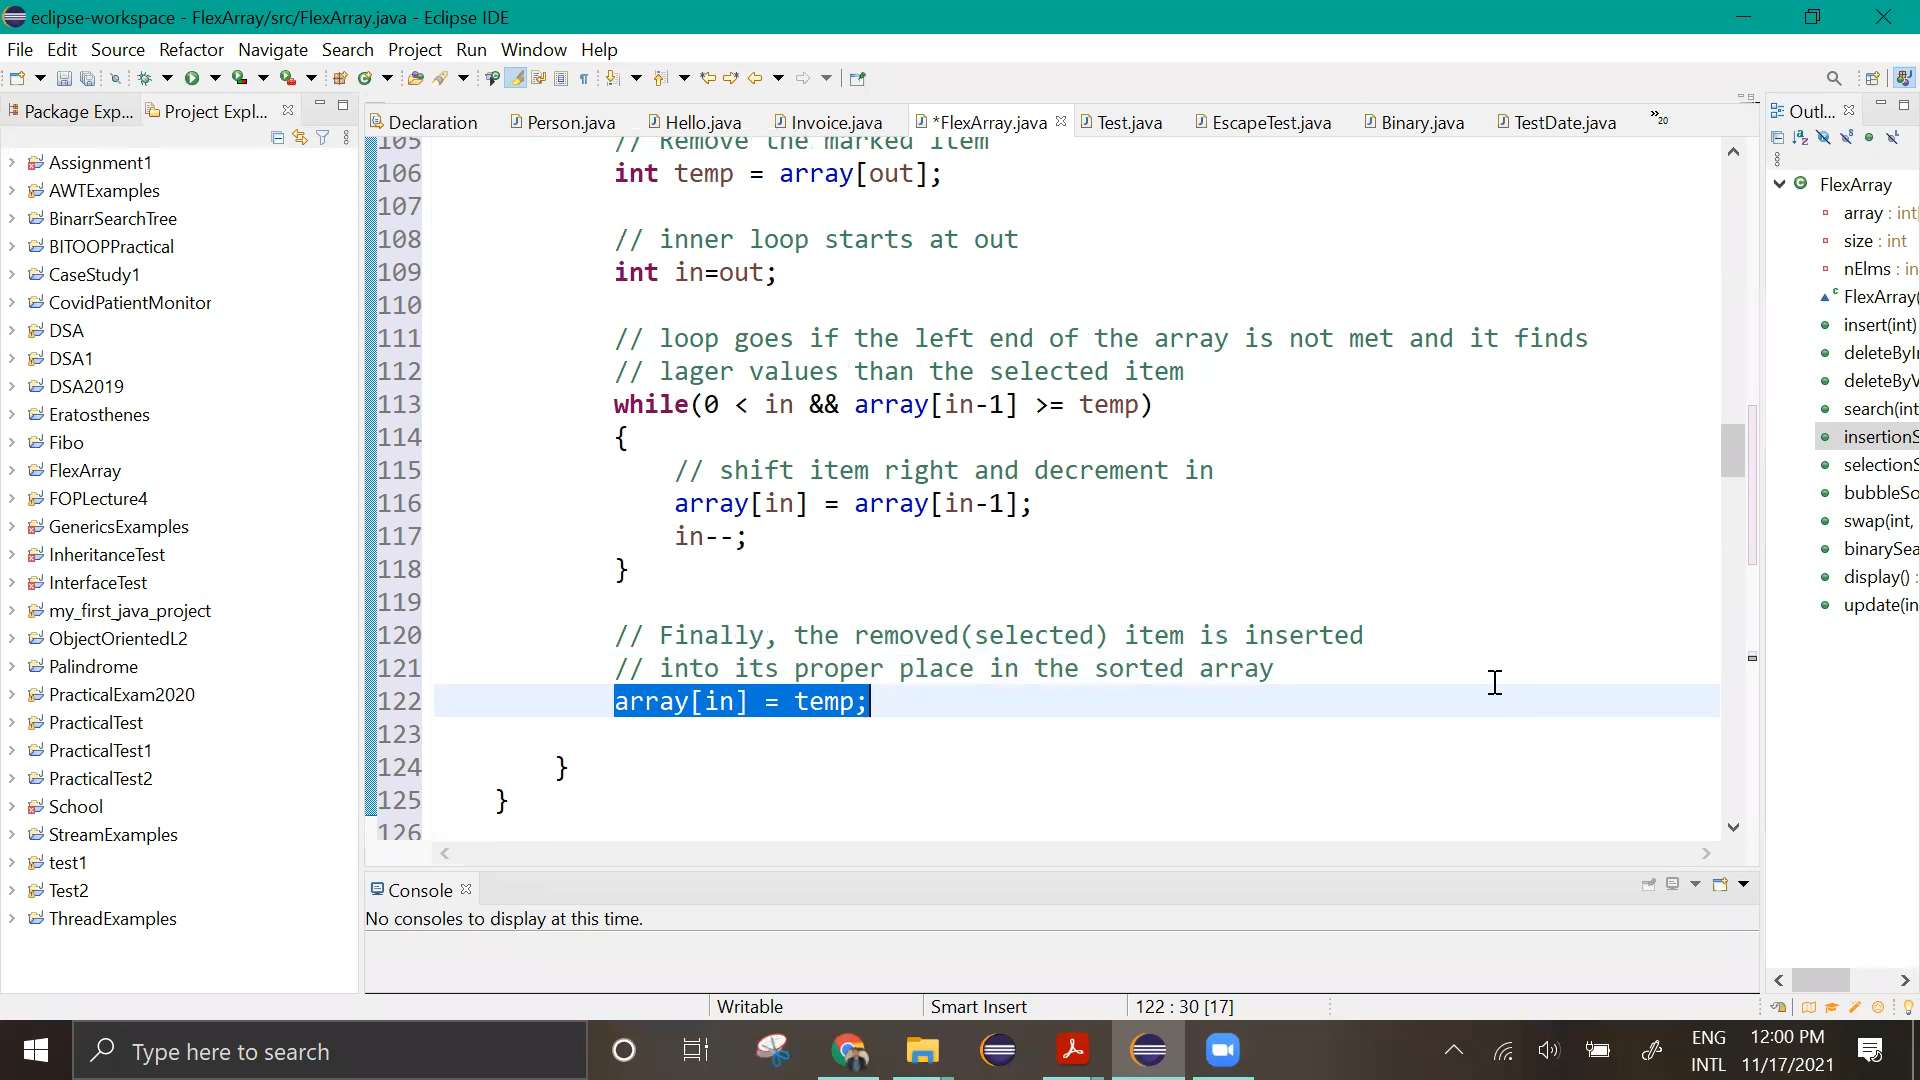 eclipse-workspace - FlexArray/src/FlexArray.java - Eclipse IDE
File Edit Source Refactor Navigate Search Project Run Window Help
Package Exp... Project Expl...
Assignment1
AWTExamples
BinarrSearchTree
BITOOPPractical
CaseStudy1
CovidPatientMonitor
DSA
DSA1
DSA2019
Eratosthenes
Fibo
FlexArray
FOPLecture4
GenericsExamples
InheritanceTest
InterfaceTest
my_first_java_project
ObjectOrientedL2
Palindrome
PracticalExam2020
PracticalTest
PracticalTest1
PracticalTest2
School
StreamExamples
test1
Test2
ThreadExamples
Declaration Person.java Hello.java Invoice.java *FlexArray.java Test.java EscapeTest.java Binary.java TestDate.java »20
105 // Remove the marked item
106 int temp = array[out];
107
108 // inner loop starts at out
109 int in=out;
110
111 // loop goes if the left end of the array is not met and it finds
112 // lager values than the selected item
113 while(0 < in && array[in-1] >= temp)
114 {
115 // shift item right and decrement in
116 array[in] = array[in-1];
117 in--;
118 }
119
120 // Finally, the removed(selected) item is inserted
121 // into its proper place in the sorted array
122 array[in] = temp;
123
124 }
125 }
126
Console
No consoles to display at this time.
Outl...
FlexArray
array : int[
size : int
nElms : in
FlexArray(
insert(int)
deleteByI
deleteByV
search(int
insertionS
selectionS
bubbleSo
swap(int,
binarySea
display() :
update(in
Writable Smart Insert 122 : 30 [17]
Type here to search
ENG
INTL
12:00 PM
11/17/2021